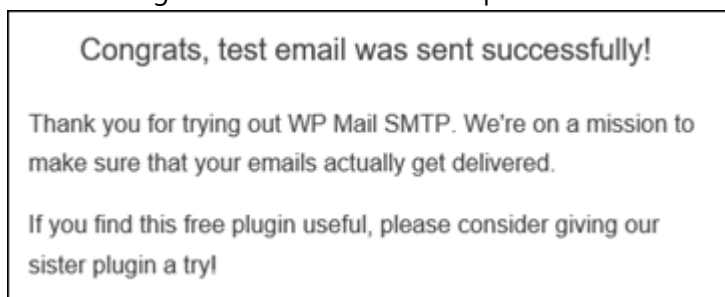 Congrats, test email was sent successfully!
Thank you for trying out WP Mail SMTP. We're on a mission to
make sure that your emails actually get delivered.
If you find this free plugin useful, please consider giving our
sister plugin a try!